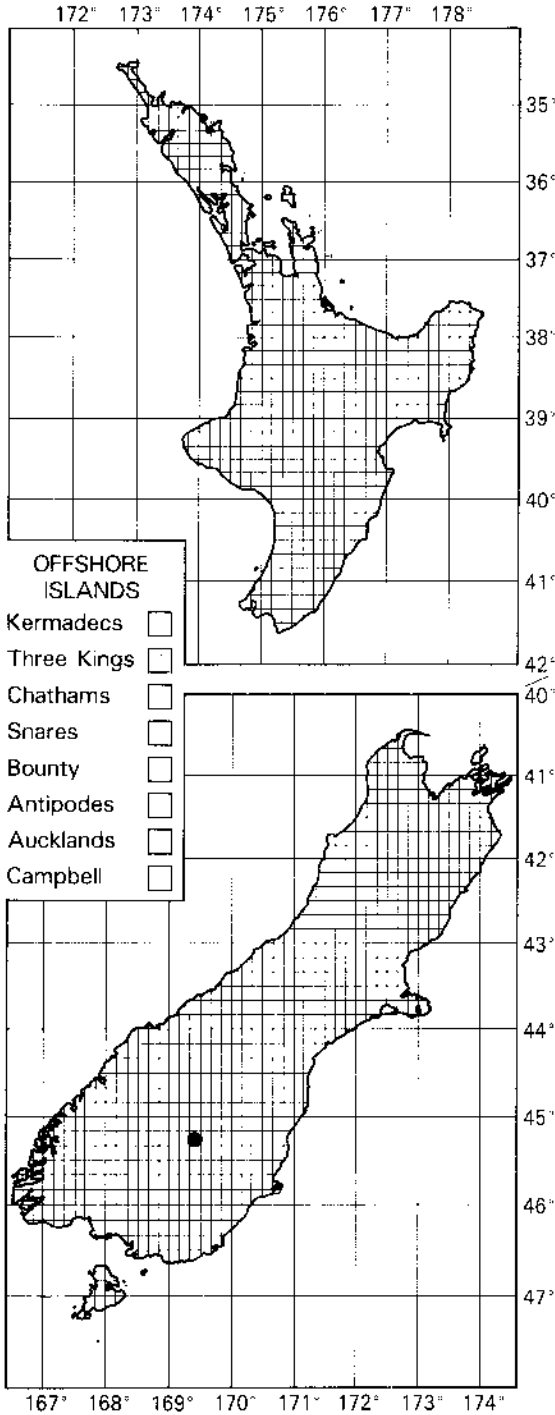 172° 173° 174° 175° 176° 177° 178°
35°
36°
37°
38°
39°
40°
41°
42°
OFFSHORE
ISLANDS
Kermadecs
Three Kings
Chathams
Snares
Bounty
Antipodes
Aucklands
Campbell
40°
41°
42°
43°
44°
45°
46°
47°
167° 168° 169° 170° 171° 172° 173° 174°